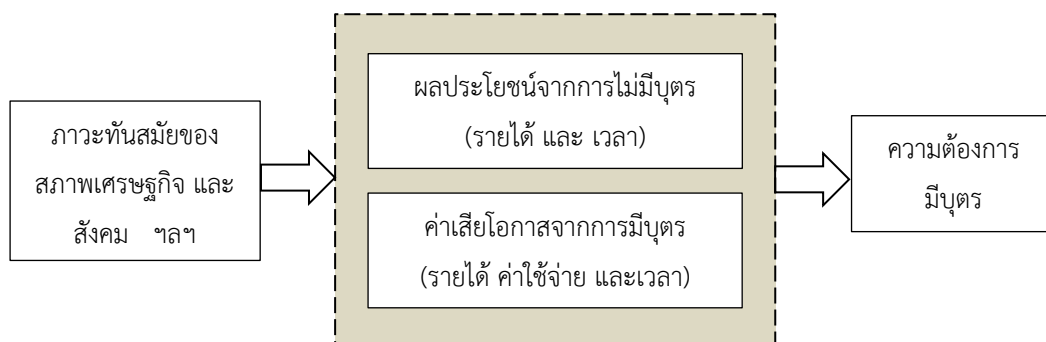 ภาวะทันสมัยของ
สภาพเศรษฐกิจ และ
สังคม ฯลฯ
ผลประโยชน์จากการไม่มีบุตร
(รายได้ และ เวลา)
ค่าเสียโอกาสจากการมีบุตร
(รายได้ ค่าใช้จ่าย และเวลา)
ความต้องการ
มีบุตร